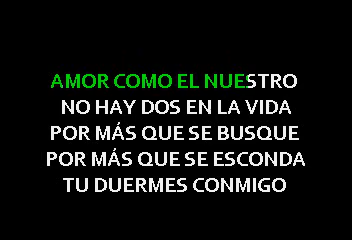 AMOR COMO EL NUESTRO
NO HAY DOS EN LA VIDA
POR MÁS QUE SE BUSQUE
POR MÁS QUE SE ESCONDA
TU DUERMES CONMIGO